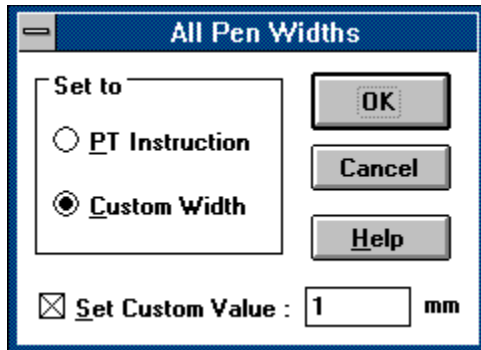 All Pen Widths
Set to
PT Instruction
Custom Width
OK
Cancel
Help
Set Custom Value : 1 mm